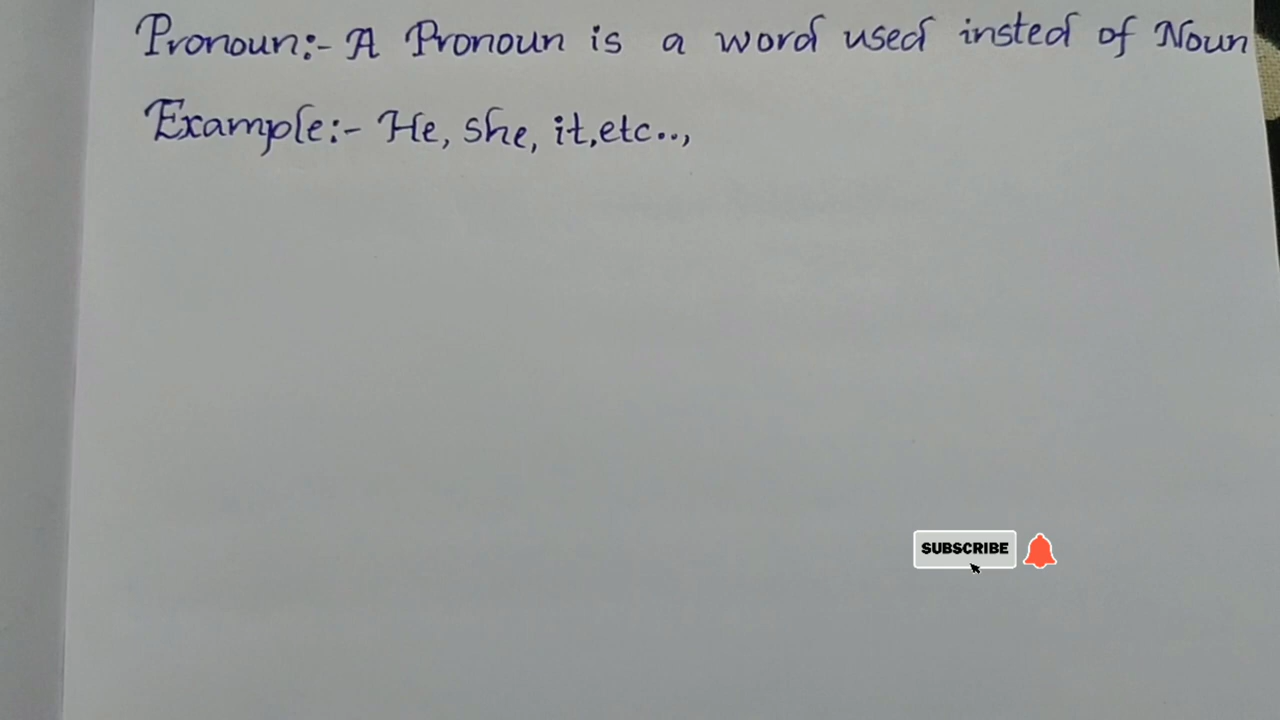 Pronoun:- A Pronoun is a word used insted of Noun
Example:- He, she, it,etc..,
SUBSCRIBE